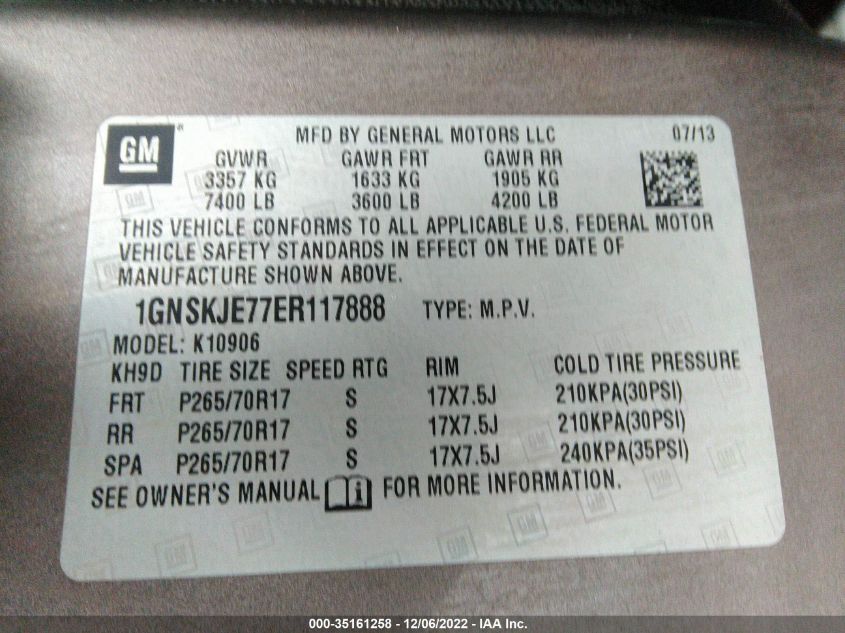 GM MFD BY GENERAL MOTORS LLC 07/13
GVWR GAWR FRT GAWR RR
3357 KG 1633 KG 1905 KG
7400 LB 3600 LB 4200 LB
THIS VEHICLE CONFORMS TO ALL APPLICABLE U.S. FEDERAL MOTOR
VEHICLE SAFETY STANDARDS IN EFFECT ON THE DATE OF
MANUFACTURE SHOWN ABOVE.
1GNSKJE77ER117888 TYPE: M.P.V.
MODEL: K10906
KH9D TIRE SIZE SPEED RTG RIM COLD TIRE PRESSURE
FRT P265/70R17 S 17X7.5J 210KPA(30PSI)
RR P265/70R17 S 17X7.5J 210KPA(30PSI)
SPA P265/70R17 S 17X7.5J 240KPA(35PSI)
SEE OWNER'S MANUAL i FOR MORE INFORMATION.
000-35161258 - 12/06/2022 - IAA Inc.